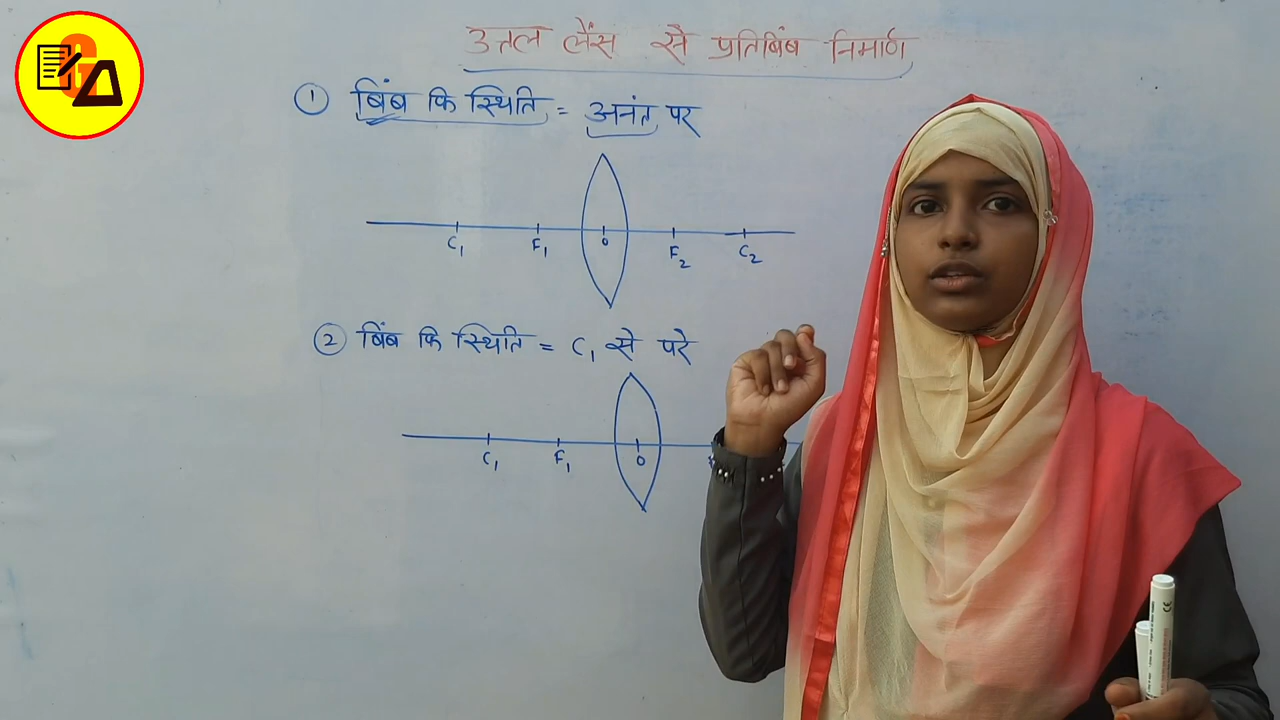 उत्तल लेंस से प्रतिबिंब निर्माण
① बिंब कि स्थिति = अनंत पर
C₁ F₁ O F₂ C₂
② बिंब कि स्थिति = C₁ से परे
C₁ F₁ O